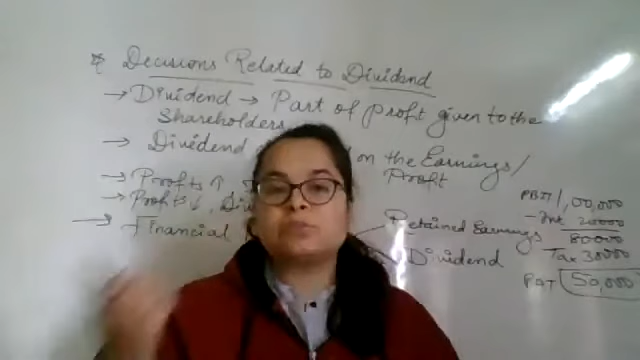 * Decisions Related to Dividend
→ Dividend → Part of profit given to the
Shareholders
→ Dividend on the Earnings/
Profit
→ Profits ↑
→ Profits ↓,
→ Financial
Retained Earnings
Dividend
PBIT 1,00,000
- Int 20000
80000
Tax 30000
PAT 50,000